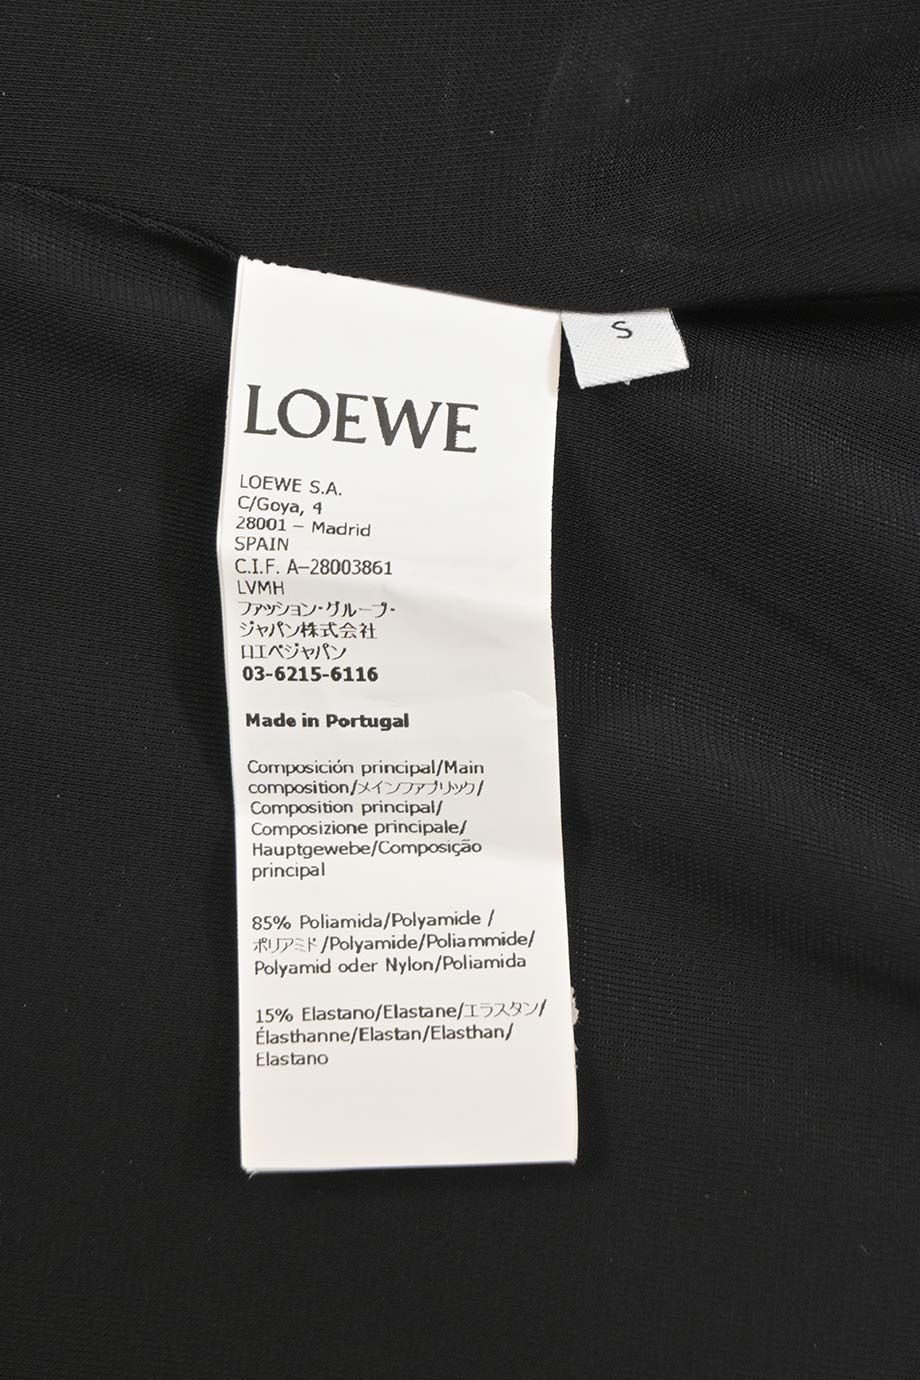 S
LOEWE
LOEWE S.A.
C/Goya, 4
28001 – Madrid
SPAIN
C.I.F. A–28003861
LVMH
ファッション・グループ・
ジャパン株式会社
ロエベジャパン
03-6215-6116
Made in Portugal
Composición principal/Main
composition/メインファブリック/
Composition principal/
Composizione principale/
Hauptgewebe/Composição
principal
85% Poliamida/Polyamide /
ポリアミド/Polyamide/Poliammide/
Polyamid oder Nylon/Poliamida
15% Elastano/Elastane/エラスタン/
Élasthanne/Elastan/Elasthan/
Elastano